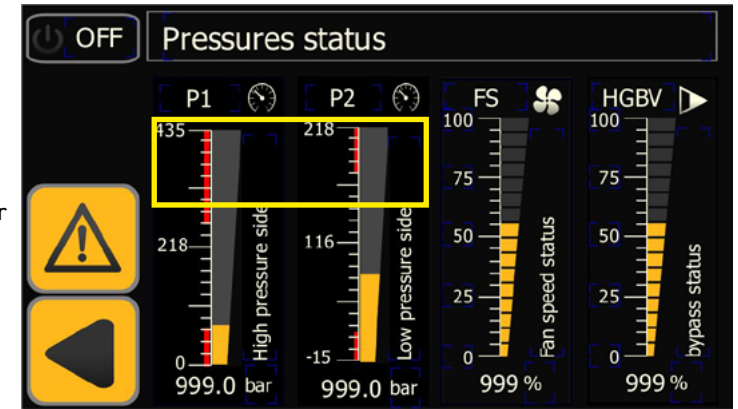 OFF
Pressures status
P1
P2
FS
HGBV
435
218
0
High pressure side
999.0 bar
218
116
-15
Low pressure side
999.0 bar
100
75
50
25
0
Fan speed status
999 %
100
75
50
25
0
bypass status
999 %
r